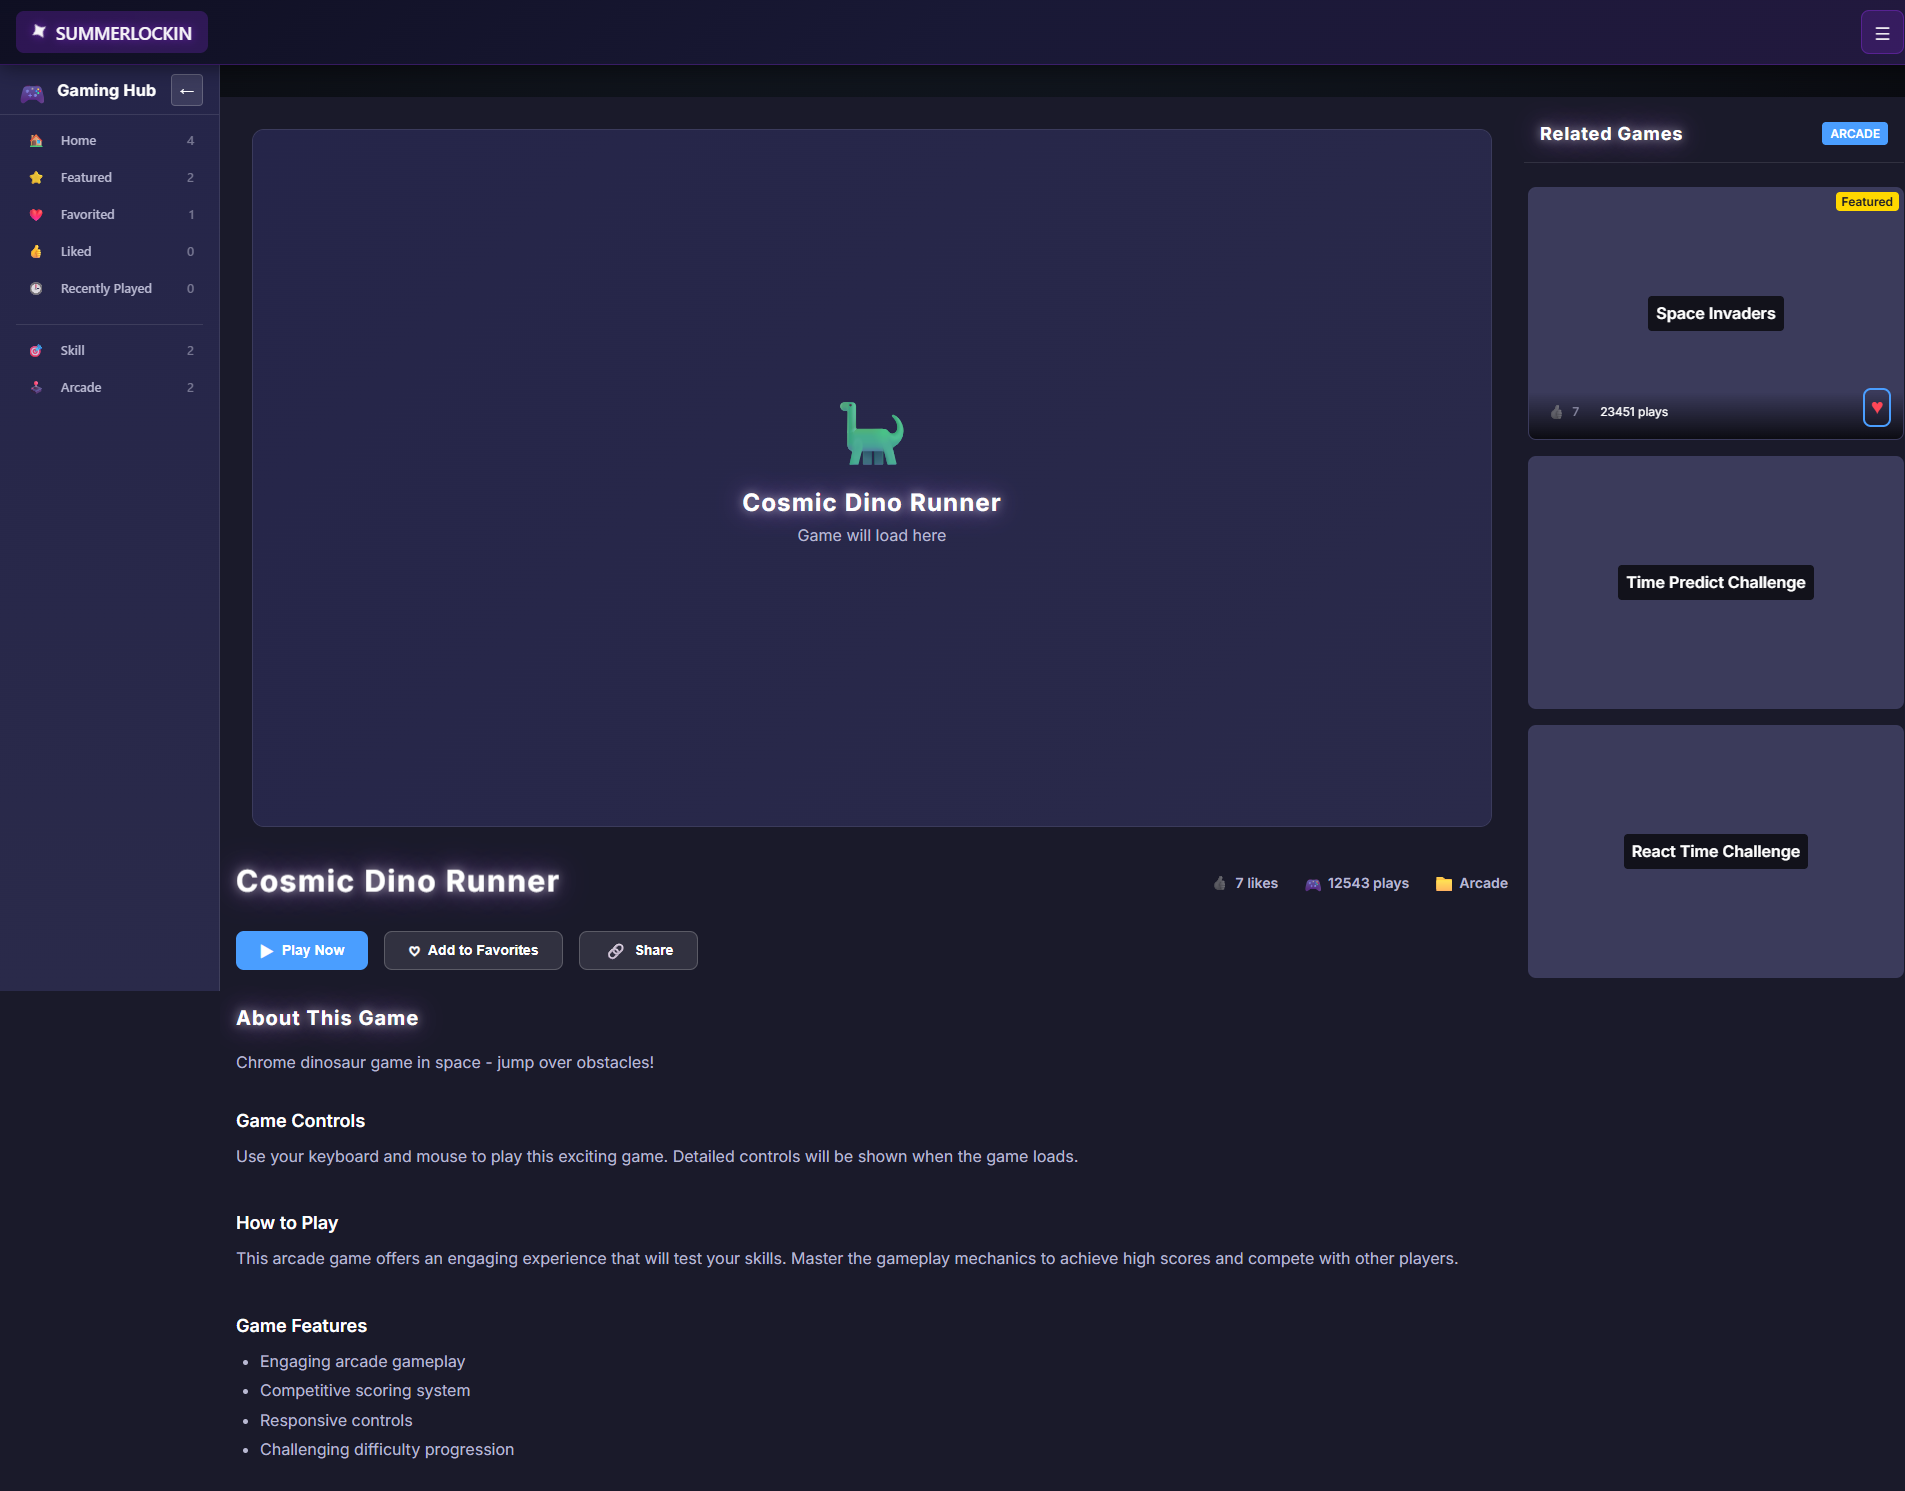 SUMMERLOCKIN
Gaming Hub
Home 4
Featured 2
Favorited 1
Liked 0
Recently Played 0
Skill 2
Arcade 2
Cosmic Dino Runner
Game will load here
Cosmic Dino Runner
7 likes 12543 plays Arcade
Play Now Add to Favorites Share
About This Game
Chrome dinosaur game in space - jump over obstacles!
Game Controls
Use your keyboard and mouse to play this exciting game. Detailed controls will be shown when the game loads.
How to Play
This arcade game offers an engaging experience that will test your skills. Master the gameplay mechanics to achieve high scores and compete with other players.
Game Features
• Engaging arcade gameplay
• Competitive scoring system
• Responsive controls
• Challenging difficulty progression
Related Games ARCADE
Featured
Space Invaders
7 23451 plays
Time Predict Challenge
React Time Challenge